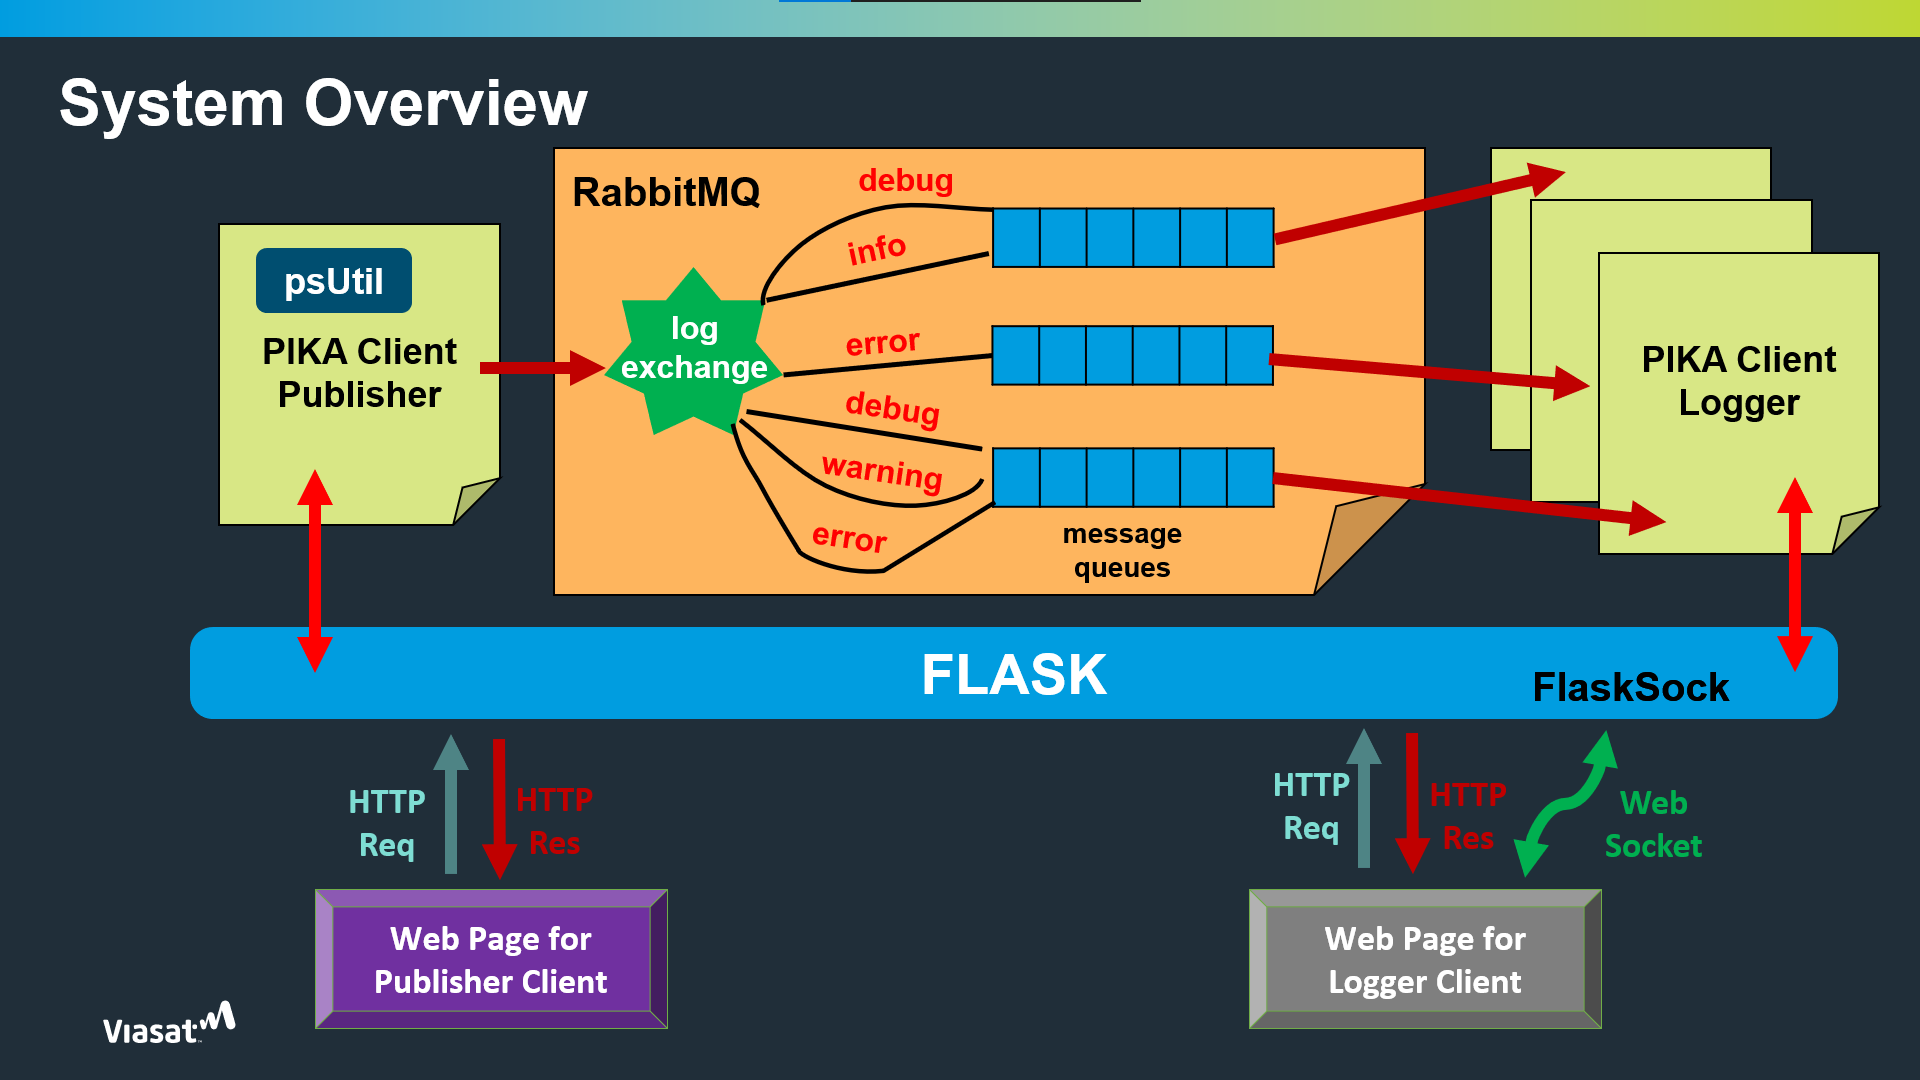 System Overview
RabbitMQ
debug
info
psUtil
PIKA Client
Publisher
log
exchange
error
debug
warning
error
message
queues
PIKA Client
Logger
FLASK
FlaskSock
HTTP
Req
HTTP
Res
HTTP
Req
HTTP
Res
Web
Socket
Web Page for
Publisher Client
Web Page for
Logger Client
Viasat